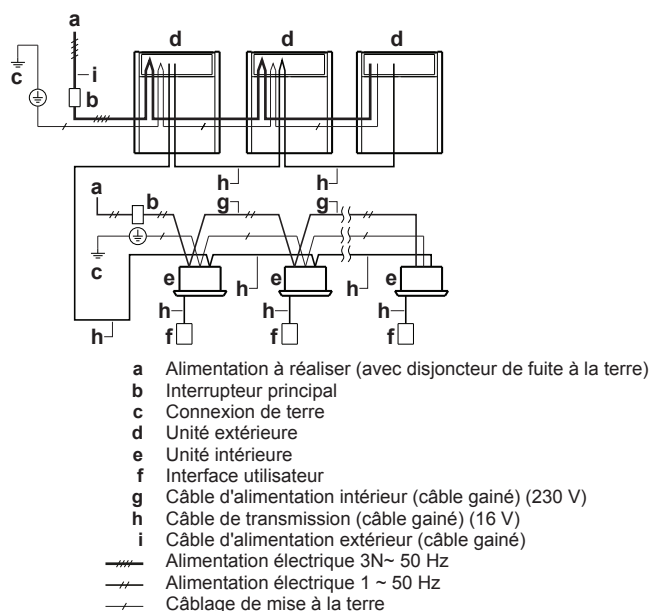 a
d d d
c i
b
h h
a g g
b
c
e e e
h h
h h h
h f f f
a Alimentation à réaliser (avec disjoncteur de fuite à la terre)
b Interrupteur principal
c Connexion de terre
d Unité extérieure
e Unité intérieure
f Interface utilisateur
g Câble d'alimentation intérieur (câble gainé) (230 V)
h Câble de transmission (câble gainé) (16 V)
i Câble d'alimentation extérieur (câble gainé)
Alimentation électrique 3N~ 50 Hz
Alimentation électrique 1 ~ 50 Hz
Câblage de mise à la terre